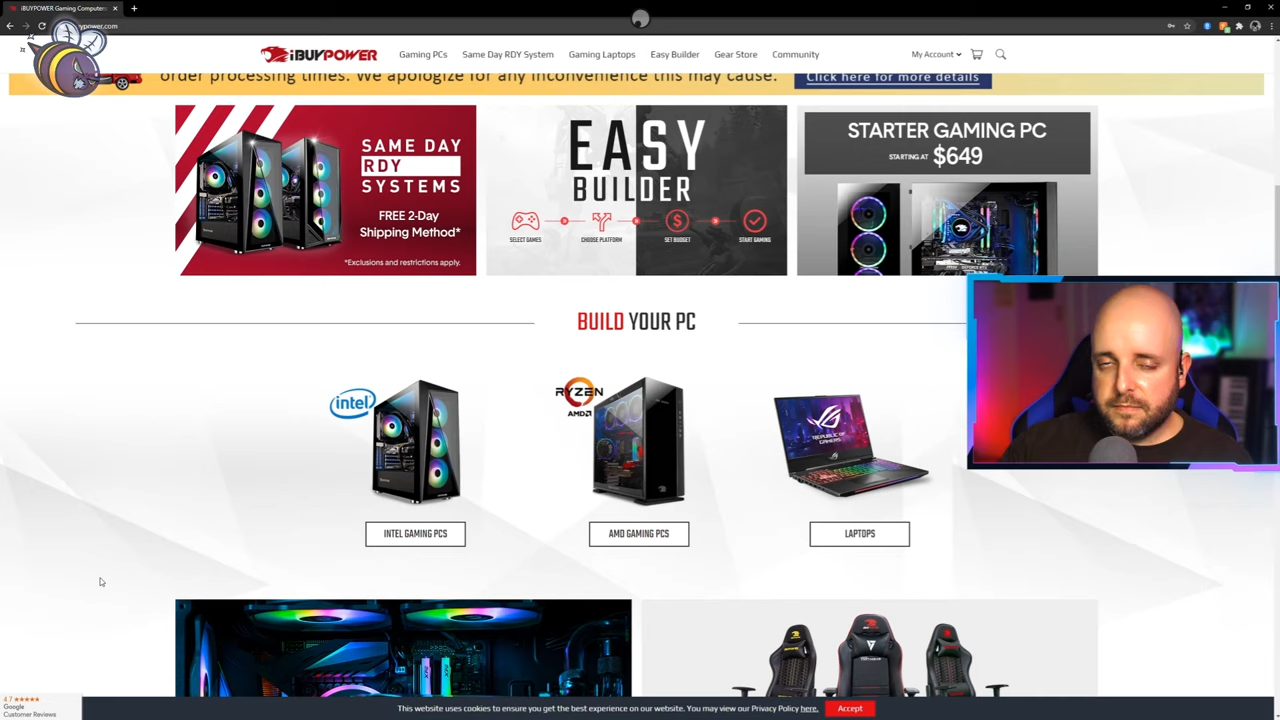 iBUYPOWER Gaming Computers
ypower.com
iBUYPOWER
Gaming PCs
Same Day RDY System
Gaming Laptops
Easy Builder
Gear Store
Community
My Account
order processing times. We apologize for any inconvenience this may cause.
Click here for more details
SAME DAY
RDY
SYSTEMS
FREE 2-Day
Shipping Method*
*Exclusions and restrictions apply.
EASY
BUILDER
SELECT GAMES
CHOOSE PLATFORM
SET BUDGET
START GAMING
STARTER GAMING PC
STARTING AT $649
BUILD YOUR PC
intel
RYZEN
AMD
REPUBLIC OF
GAMERS
INTEL GAMING PCS
AMD GAMING PCS
LAPTOPS
4.7
Google
Customer Reviews
This website uses cookies to ensure you get the best experience on our website. You may view our Privacy Policy here.
Accept